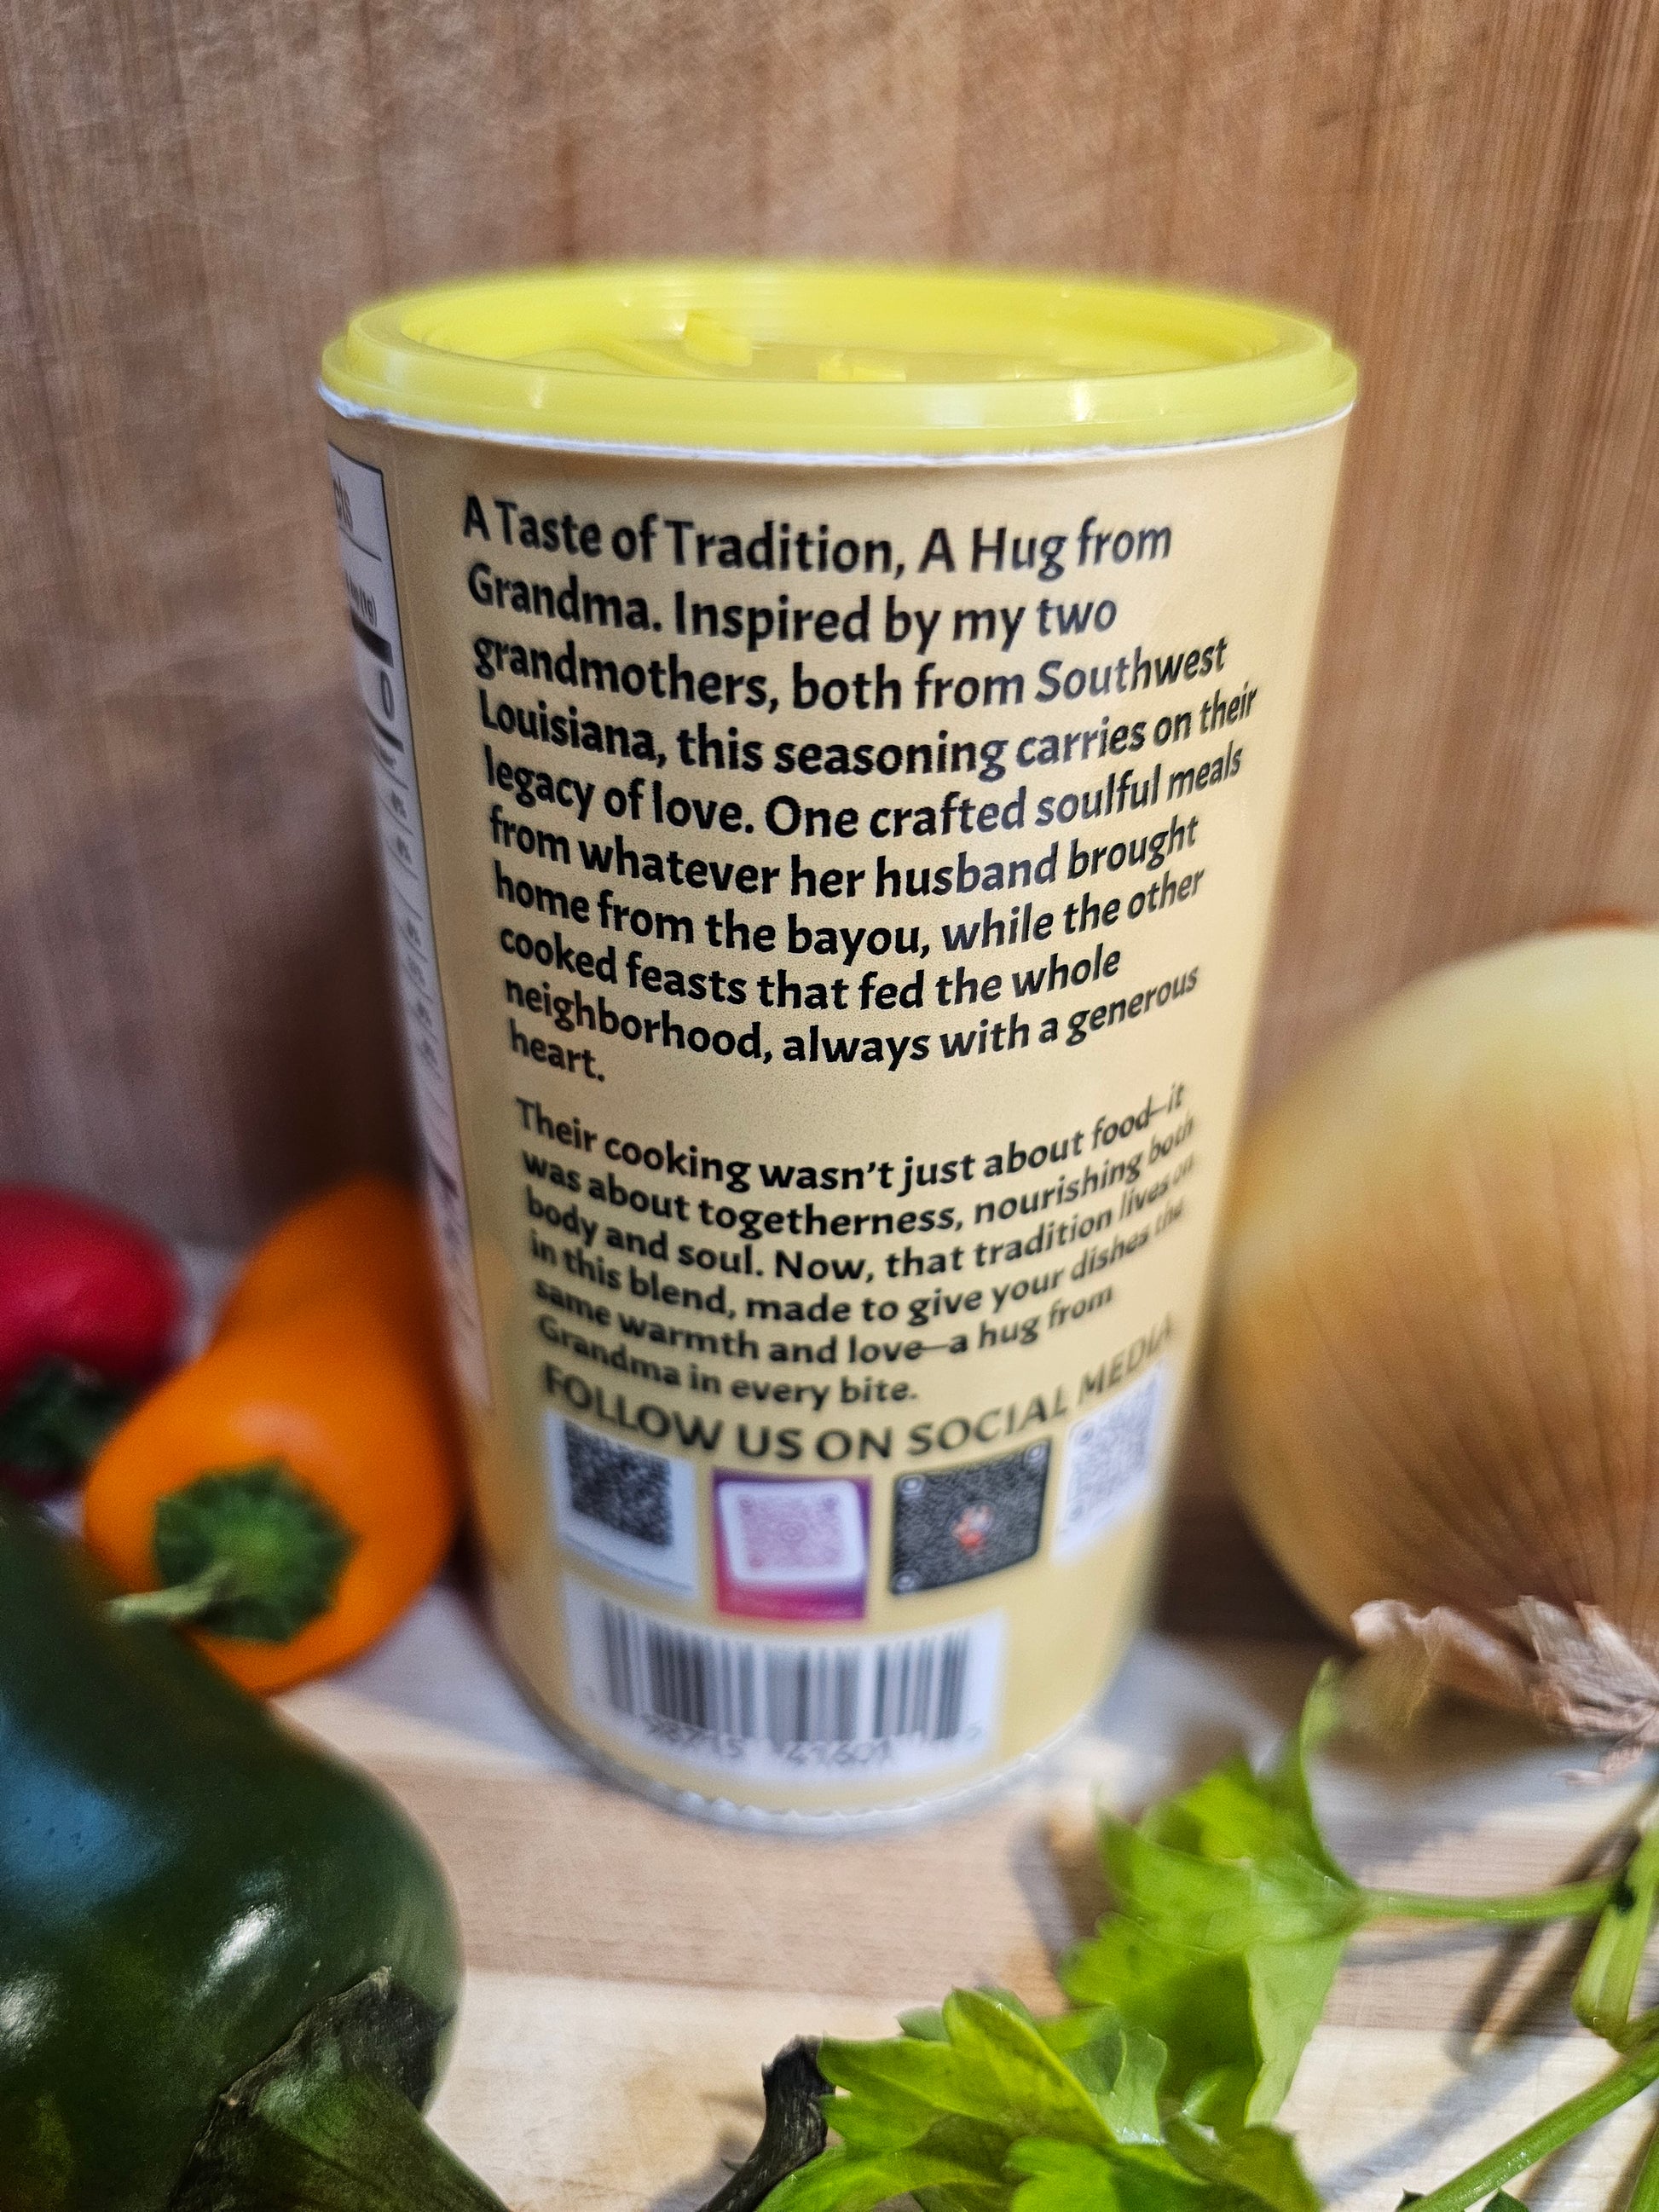 A Taste of Tradition, A Hug from
Grandma. Inspired by my two
grandmothers, both from Southwest
Louisiana, this seasoning carries on their
legacy of love. One crafted soulful meals
from whatever her husband brought
home from the bayou, while the other
cooked feasts that fed the whole
neighborhood, always with a generous
heart.
Their cooking wasn't just about food—it
was about togetherness, nourishing both
body and soul. Now, that tradition lives on
in this blend, made to give your dishes the
same warmth and love—a hug from
Grandma in every bite.
FOLLOW US ON SOCIAL MEDIA